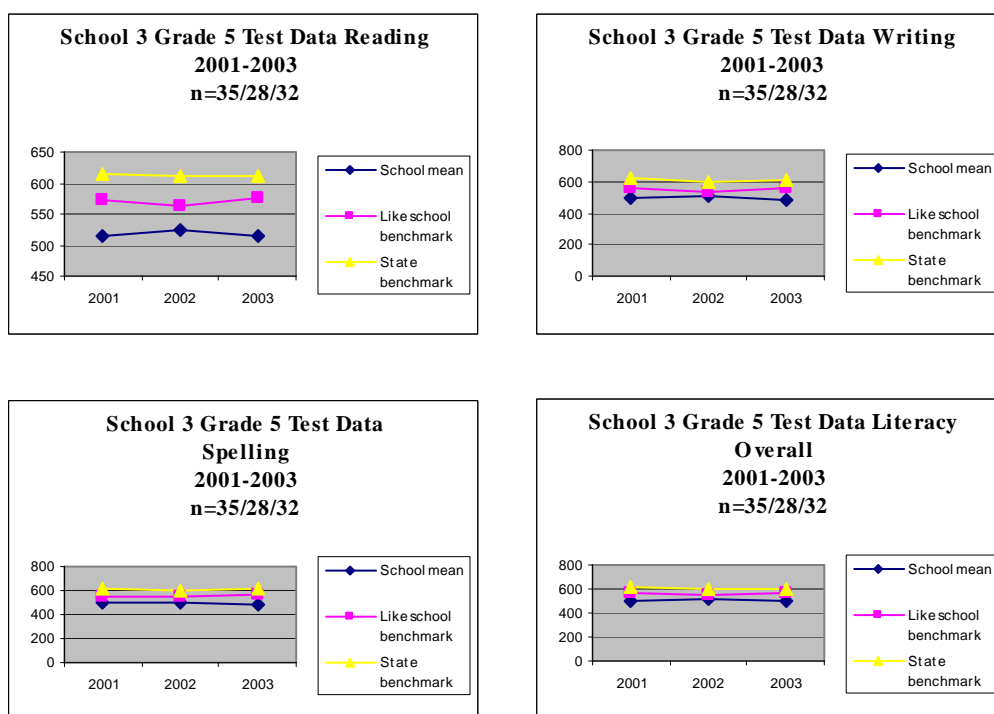 School 3 Grade 5 Test Data Reading
2001-2003
n=35/28/32
650
600
550
500
450
2001 2002 2003
School mean
Like school
benchmark
State
benchmark
School 3 Grade 5 Test Data Writing
2001-2003
n=35/28/32
800
600
400
200
0
2001 2002 2003
School mean
Like school
benchmark
State
benchmark
School 3 Grade 5 Test Data
Spelling
2001-2003
n=35/28/32
800
600
400
200
0
2001 2002 2003
School mean
Like school
benchmark
State
benchmark
School 3 Grade 5 Test Data Literacy
Overall
2001-2003
n=35/28/32
800
600
400
200
0
2001 2002 2003
School mean
Like school
benchmark
State
benchmark